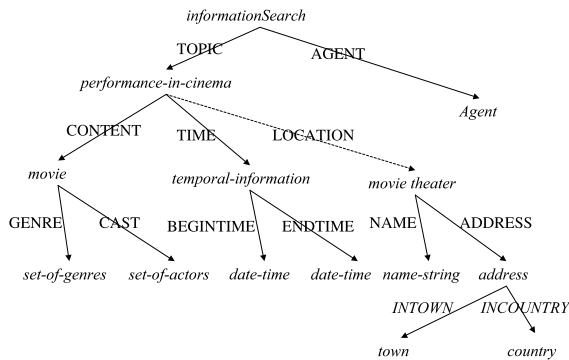 informationSearch
TOPIC AGENT
performance-in-cinema
Agent
CONTENT TIME LOCATION
movie temporal-information movie theater
GENRE CAST BEGINTIME ENDTIME NAME ADDRESS
set-of-genres set-of-actors date-time date-time name-string address
INTOWN INCOUNTRY
town country